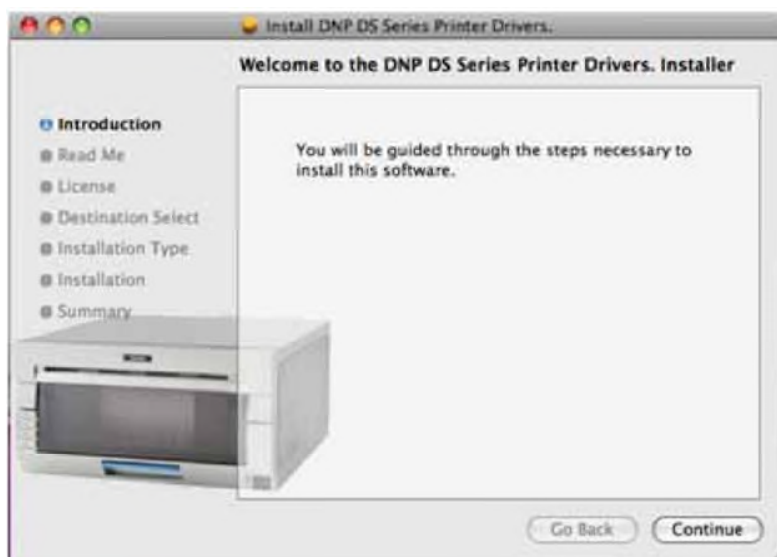 Install DNP DS Series Printer Drivers.
Welcome to the DNP DS Series Printer Drivers. Installer
Introduction
Read Me
License
Destination Select
Installation Type
Installation
Summary
You will be guided through the steps necessary to
install this software.
Go Back
Continue